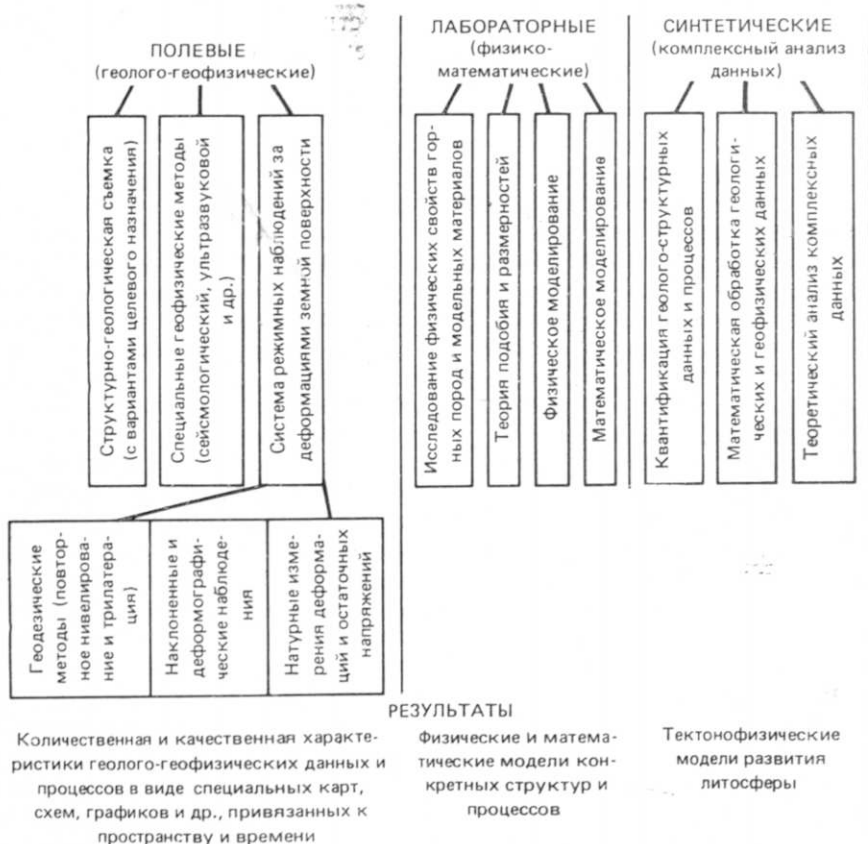 ПОЛЕВЫЕ
(геолого-геофизические)
Структурно-геологическая съемка
(с вариантами целевого назначения)
Специальные геофизические методы
(сейсмологический, ультразвуковой
и др.)
Система режимных наблюдений за
деформациями земной поверхности
Геодезические
методы (повтор-
ное нивелирова-
ние и трилатера-
ция)
Наклоненные и
деформографи-
ческие наблюде-
ния
Натурные изме-
рения деформа-
ций и остаточных
напряжений
ЛАБОРАТОРНЫЕ
(физико-
математические)
Исследование физических свойств гор-
ных пород и модельных материалов
Теория подобия и размерностей
Физическое моделирование
Математическое моделирование
СИНТЕТИЧЕСКИЕ
(комплексный анализ
данных)
Квантификация геолого-структурных
данных и процессов
Математическая обработка геологи-
ческих и геофизических данных
Теоретический анализ комплексных
данных
РЕЗУЛЬТАТЫ
Количественная и качественная характе-
ристики геолого-геофизических данных и
процессов в виде специальных карт,
схем, графиков и др., привязанных к
пространству и времени
Физические и матема-
тические модели кон-
кретных структур и
процессов
Тектонофизические
модели развития
литосферы